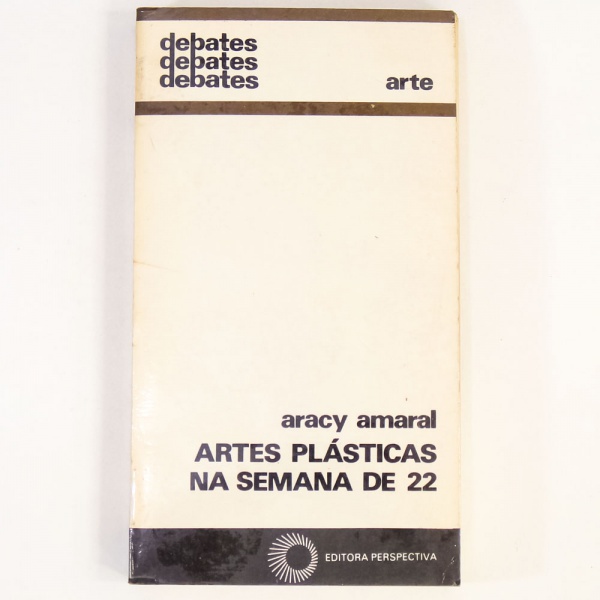 debates
debates
debates arte
aracy amaral
ARTES PLÁSTICAS
NA SEMANA DE 22
EDITORA PERSPECTIVA